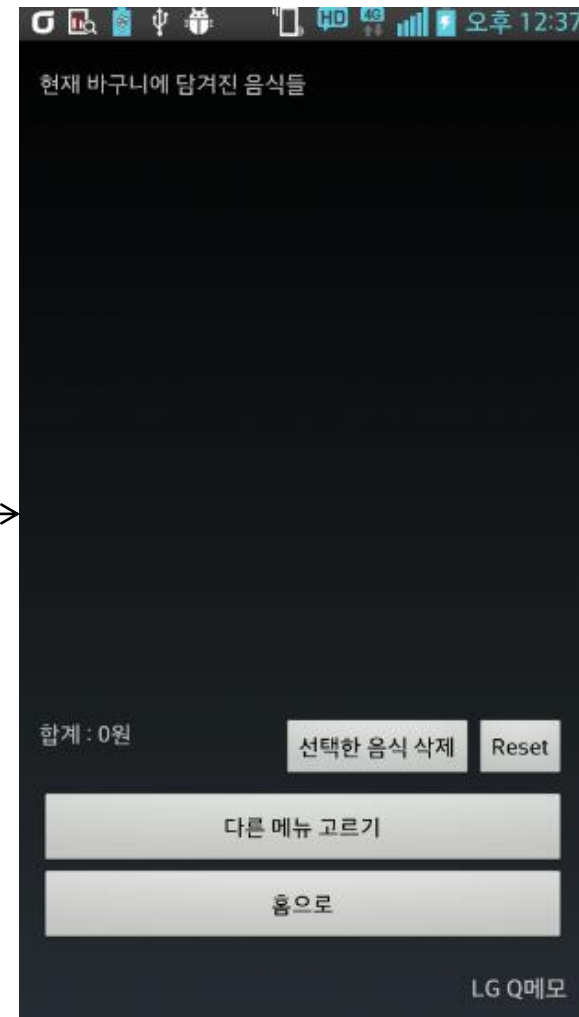 HD 4G 오후 12:37
현재 바구니에 담겨진 음식들
합계 : 0원
선택한 음식 삭제 Reset
다른 메뉴 고르기
홈으로
LG Q메모